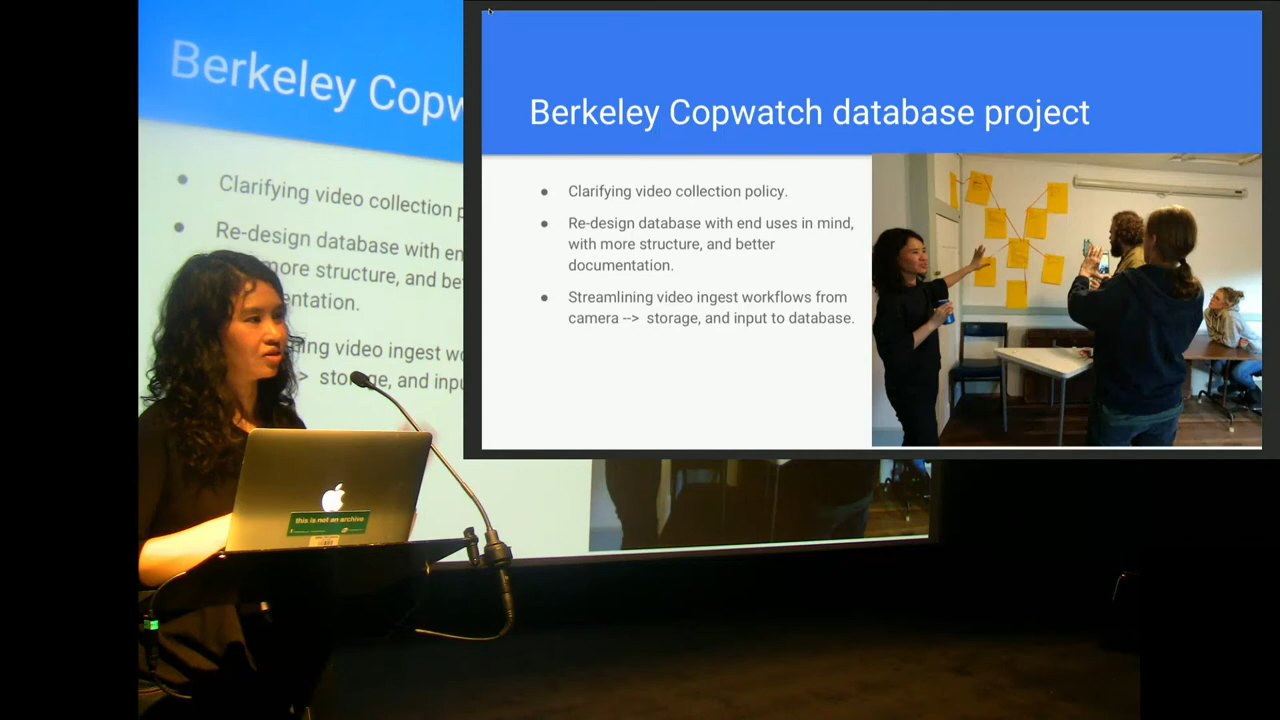 Berkeley Copw
Clarifying video collection p
Re-design database with en
more structure, and be
entation.
ing video ingest wo
> storage, and inpu
this is not an archive
Berkeley Copwatch database project
Clarifying video collection policy.
Re-design database with end uses in mind,
with more structure, and better
documentation.
Streamlining video ingest workflows from
camera --> storage, and input to database.